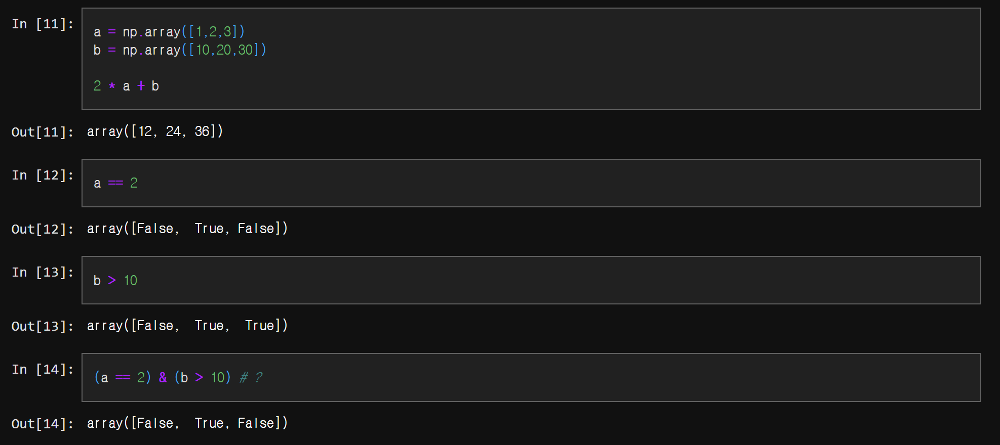 In [11]:
a = np.array([1,2,3])
b = np.array([10,20,30])
2 * a + b
Out[11]: array([12, 24, 36])
In [12]:
a == 2
Out[12]: array([False,  True, False])
In [13]:
b > 10
Out[13]: array([False,  True,  True])
In [14]:
(a == 2) & (b > 10) # ?
Out[14]: array([False,  True, False])